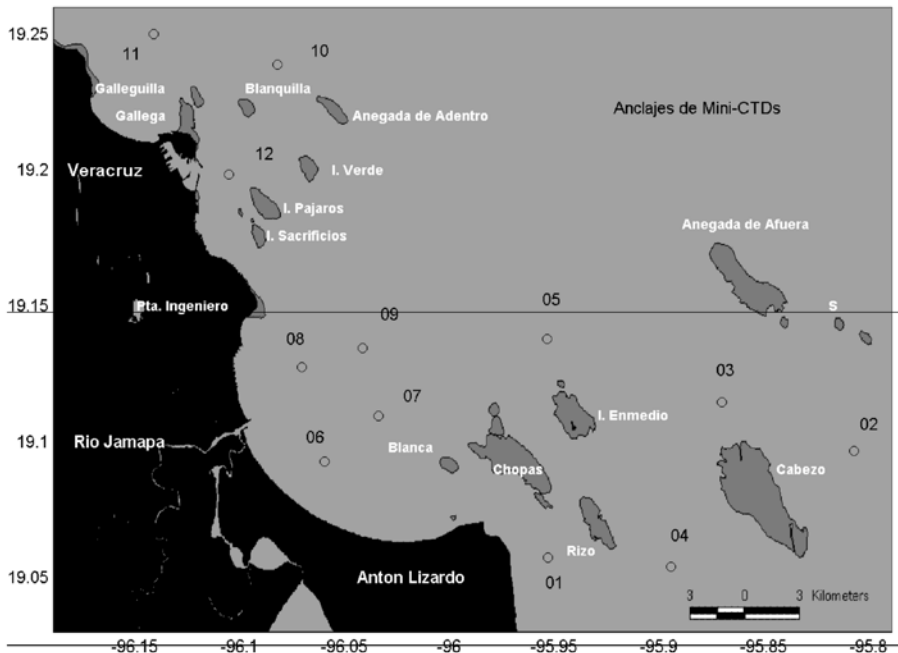 19.25
11
10
Galleguilla
Blanquilla
Gallega
Anegada de Adentro
Anclajes de Mini-CTDs
12
19.2
Veracruz
I. Verde
I. Pajaros
I. Sacrificios
Anegada de Afuera
19.15
Pta. Ingeniero
09
05
S
08
03
07
I. Enmedio
02
19.1
Rio Jamapa
06
Blanca
Chopas
Cabezo
04
Rizo
19.05
Anton Lizardo
01
3 0 3 Kilometers
-96.14 -96.1 -96.05 -96 -95.95 -95.9 -95.85 -95.8